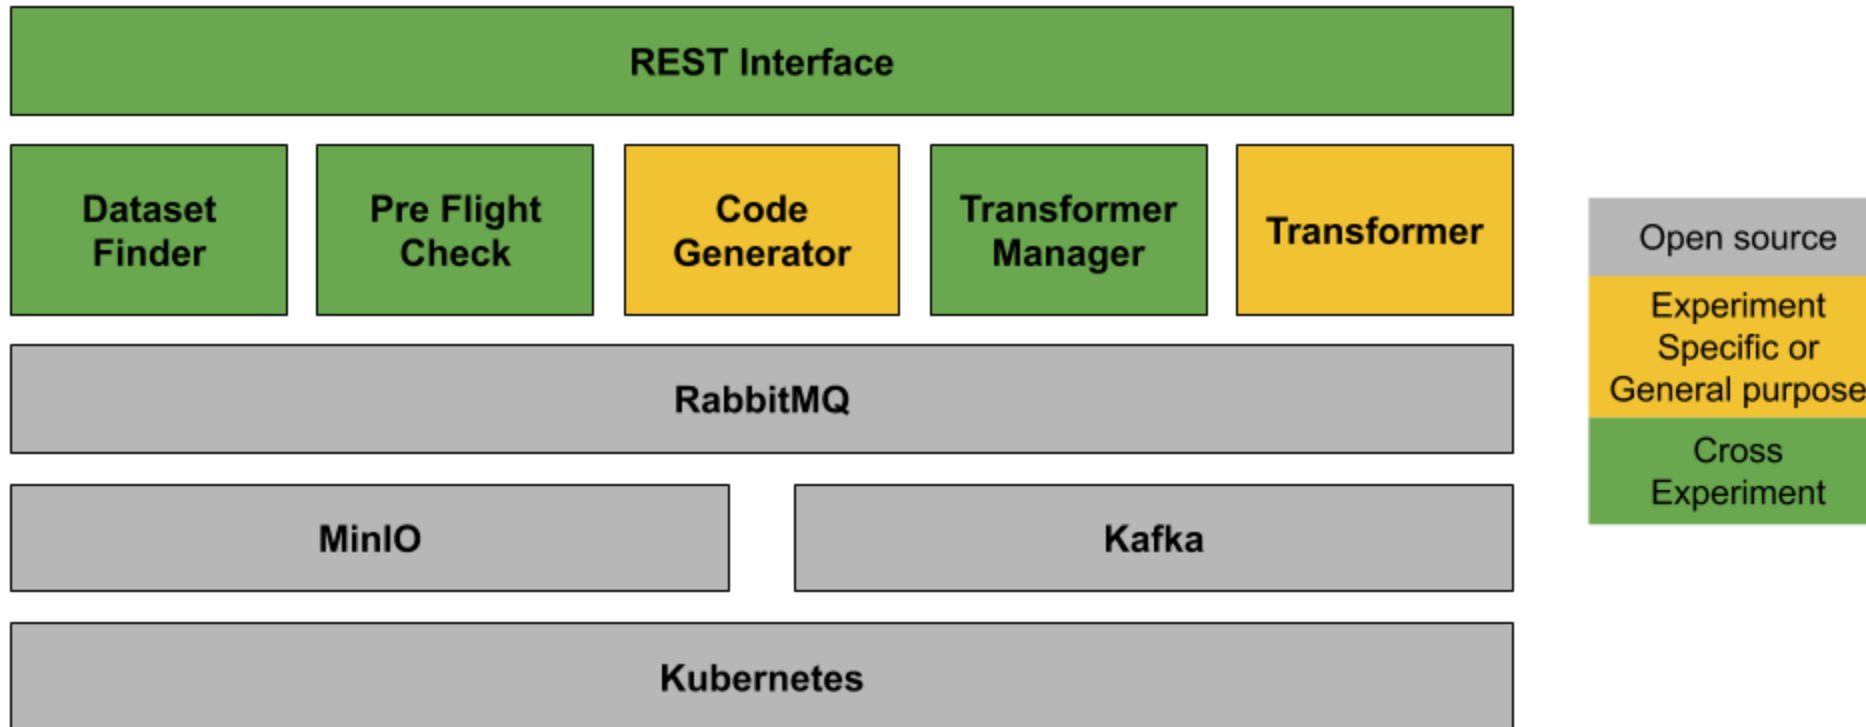 REST Interface
Dataset
Finder
Pre Flight
Check
Code
Generator
Transformer
Manager
Transformer
RabbitMQ
MinIO
Kafka
Kubernetes
Open source
Experiment
Specific or
General purpose
Cross
Experiment